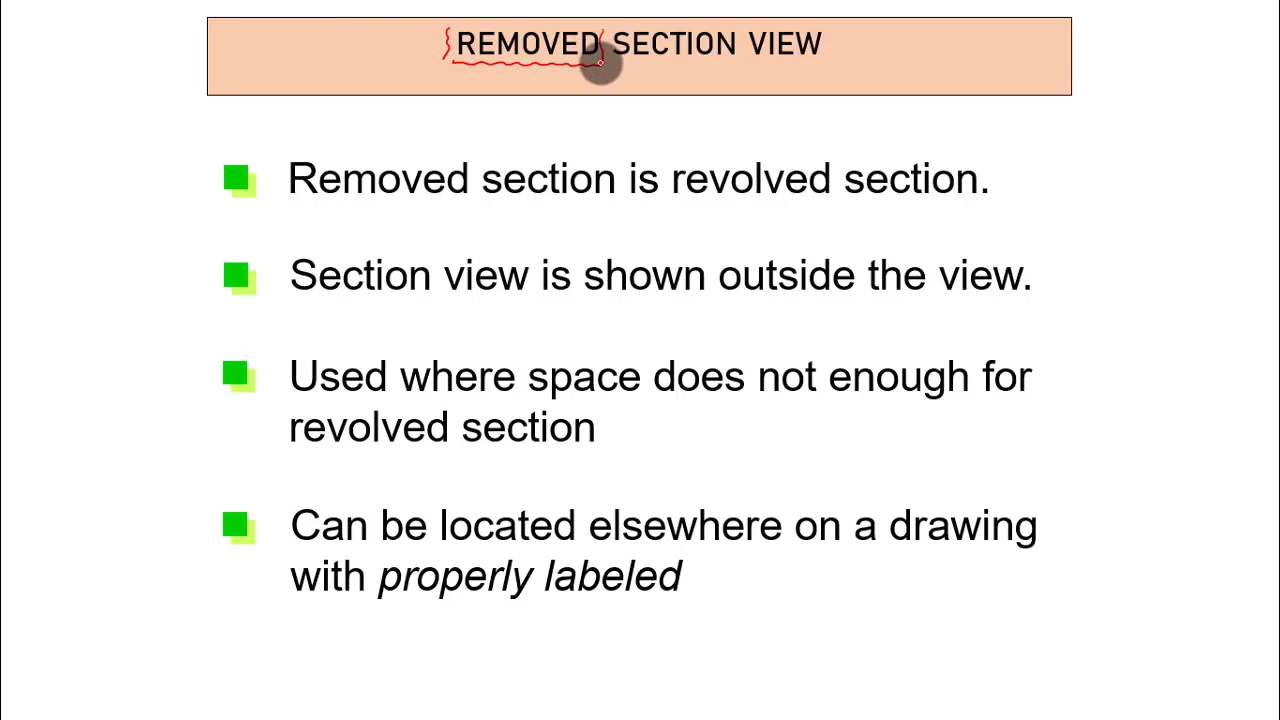 REMOVED SECTION VIEW
Removed section is revolved section.
Section view is shown outside the view.
Used where space does not enough for
revolved section
Can be located elsewhere on a drawing
with properly labeled